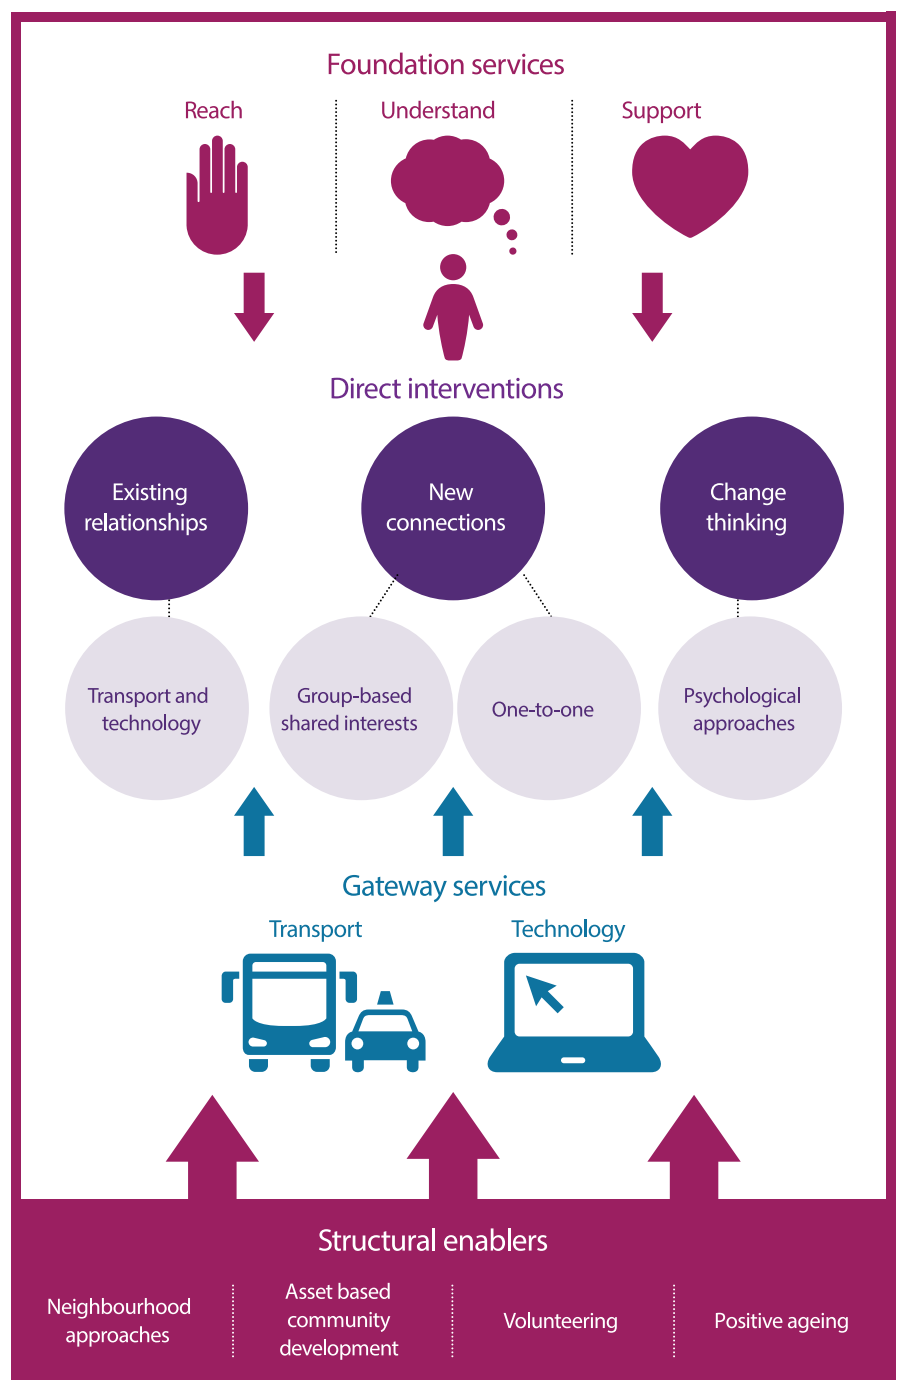 Foundation services
Reach
Understand
Support
Direct interventions
Existing
relationships
New
connections
Change
thinking
Transport and
technology
Group-based
shared interests
One-to-one
Psychological
approaches
Gateway services
Transport
Technology
Structural enablers
Neighbourhood
approaches
Asset based
community
development
Volunteering
Positive ageing